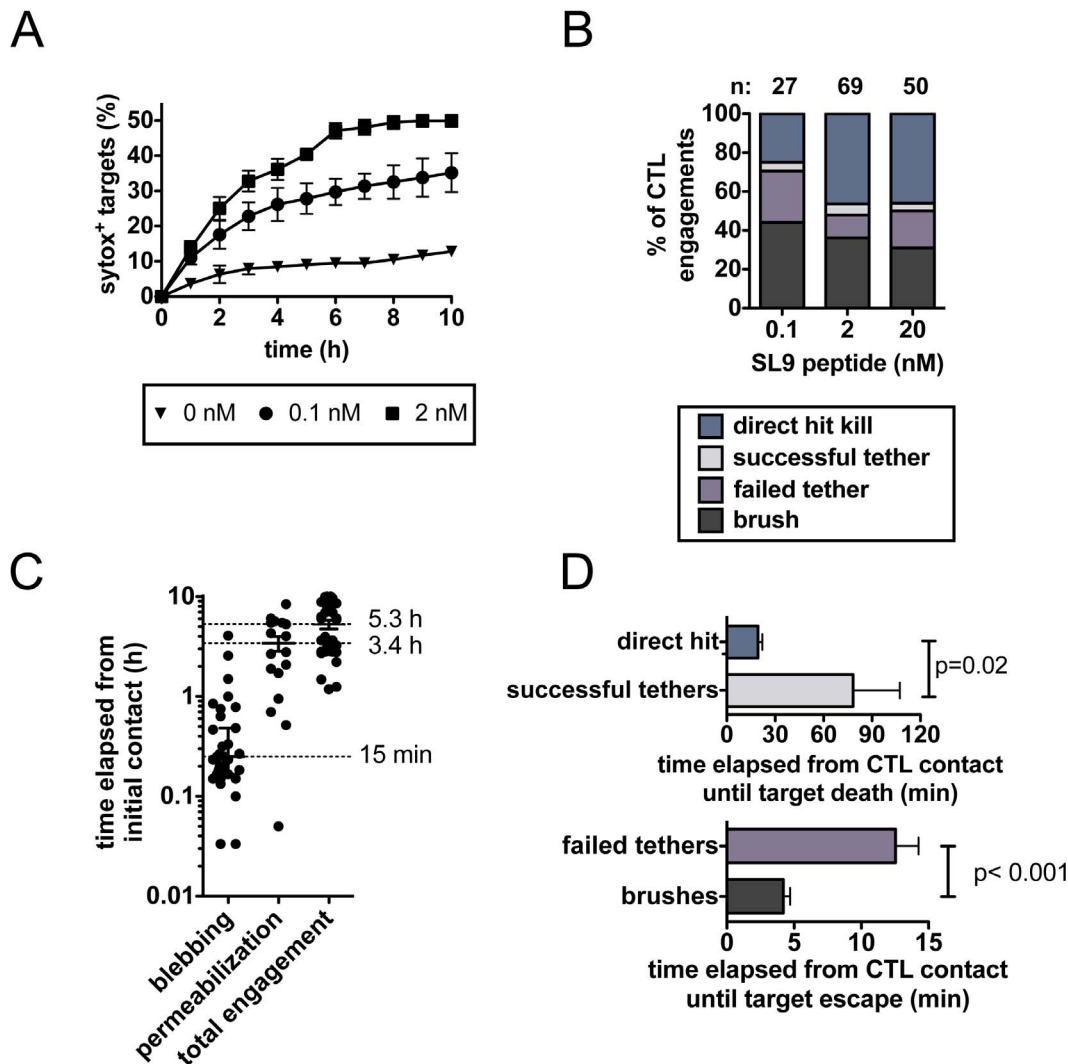 A
sytox⁺ targets (%)
50
40
30
20
10
0
0 2 4 6 8 10
time (h)
0 nM 0.1 nM 2 nM
B
n: 27 69 50
% of CTL
engagements
100
80
60
40
20
0
0.1 2 20
SL9 peptide (nM)
direct hit kill
successful tether
failed tether
brush
C
time elapsed from
initial contact (h)
10
1
0.1
0.01
5.3 h
3.4 h
15 min
blebbing
permeabilization
total engagement
D
direct hit
successful tethers
p=0.02
0 30 60 90 120
time elapsed from CTL contact
until target death (min)
failed tethers
brushes
p< 0.001
0 5 10 15
time elapsed from CTL contact
until target escape (min)